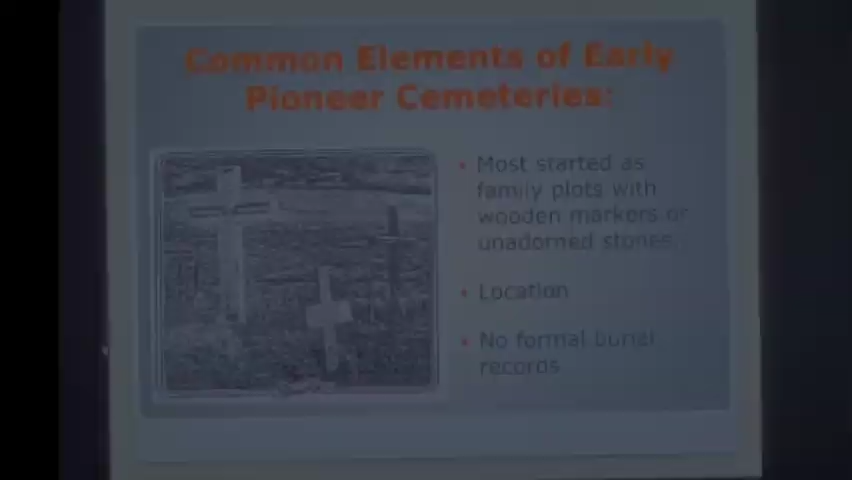 Common Elements of Early
Pioneer Cemeteries:
• Most started as
family plots with
wooden markers or
unadorned stones.
• Location
• No formal burial
records